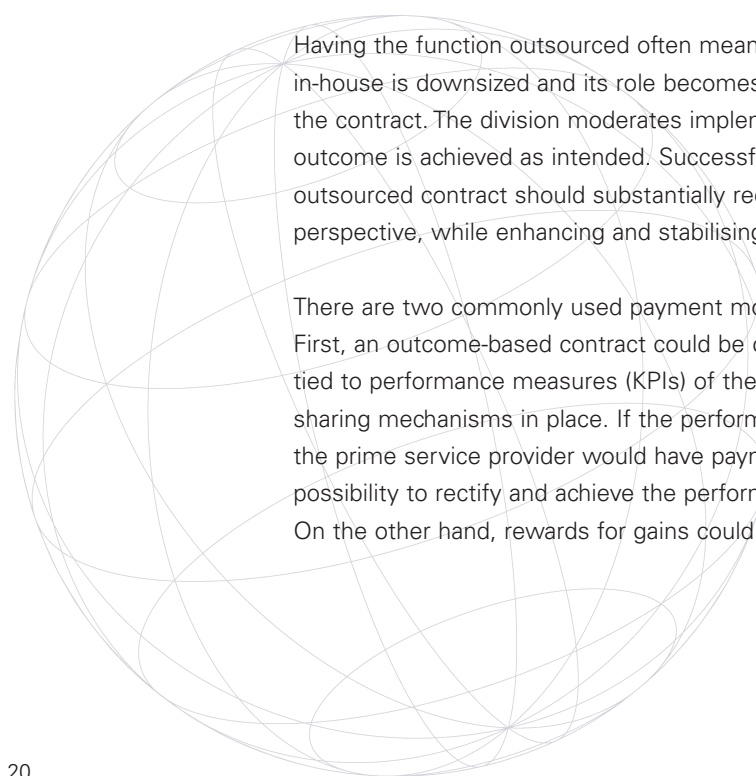 Having the function outsourced often mean
in-house is downsized and its role becomes
the contract. The division moderates implem
outcome is achieved as intended. Successf
outsourced contract should substantially re
perspective, while enhancing and stabilising
There are two commonly used payment mo
First, an outcome-based contract could be
tied to performance measures (KPIs) of the
sharing mechanisms in place. If the perform
the prime service provider would have payn
possibility to rectify and achieve the perform
On the other hand, rewards for gains could
20